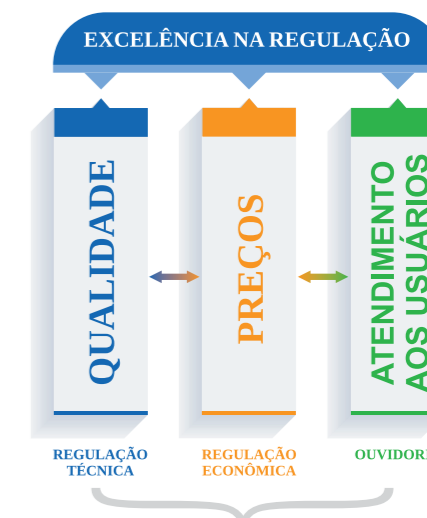 EXCELÊNCIA NA REGULAÇÃO
QUALIDADE
PREÇOS
ATENDIMENTO
AOS USUÁRIOS
REGULAÇÃO
TÉCNICA
REGULAÇÃO
ECONÔMICA